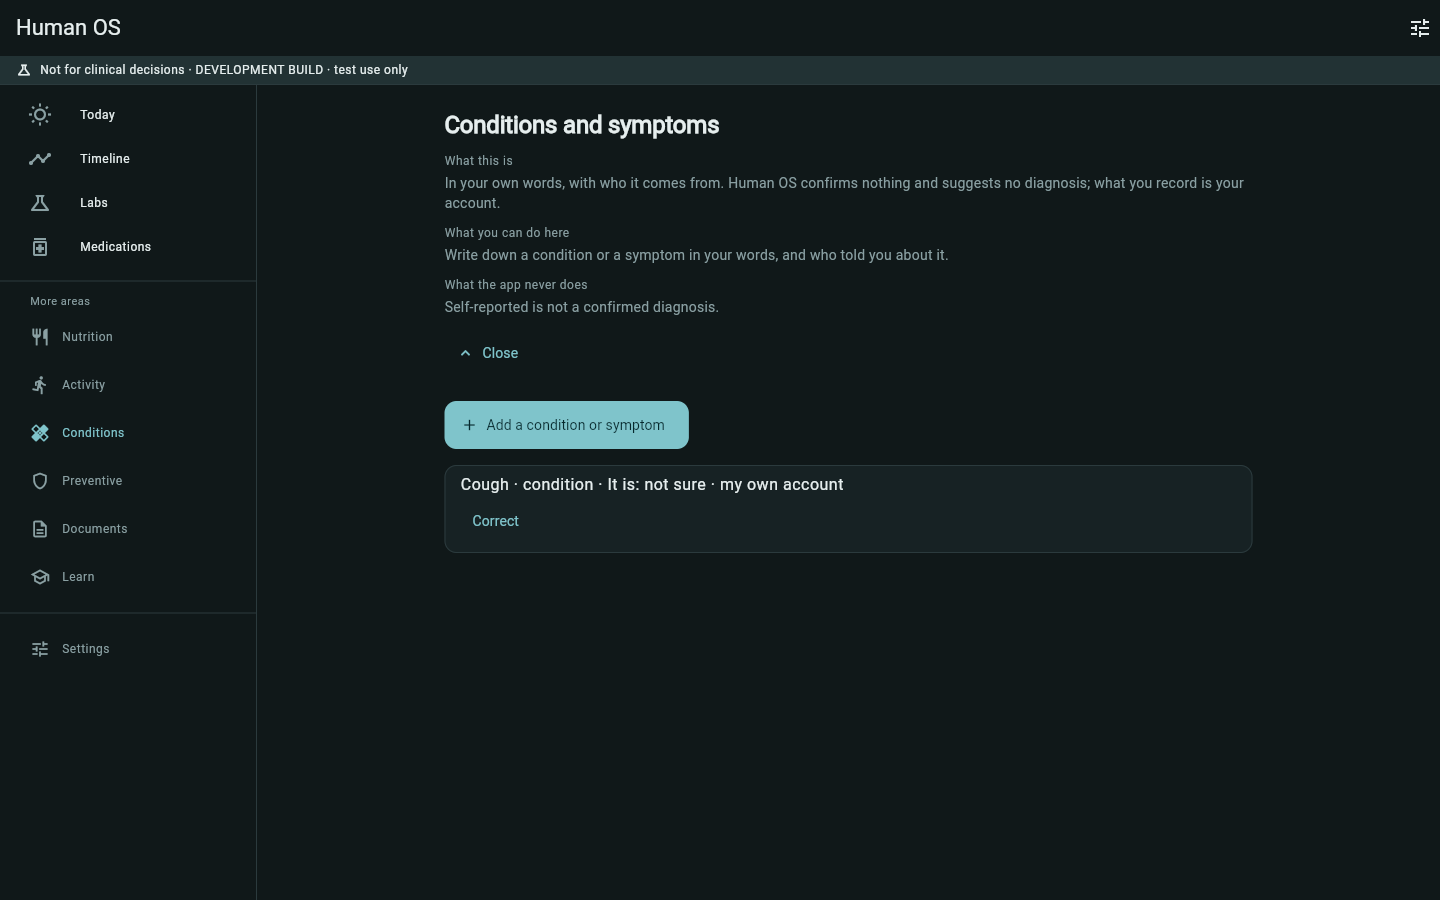 Human OS
Not for clinical decisions · DEVELOPMENT BUILD · test use only
Today
Timeline
Labs
Medications
More areas
Nutrition
Activity
Conditions
Preventive
Documents
Learn
Settings
Conditions and symptoms
What this is
In your own words, with who it comes from. Human OS confirms nothing and suggests no diagnosis; what you record is your
account.
What you can do here
Write down a condition or a symptom in your words, and who told you about it.
What the app never does
Self-reported is not a confirmed diagnosis.
Close
Add a condition or symptom
Cough · condition · It is: not sure · my own account
Correct